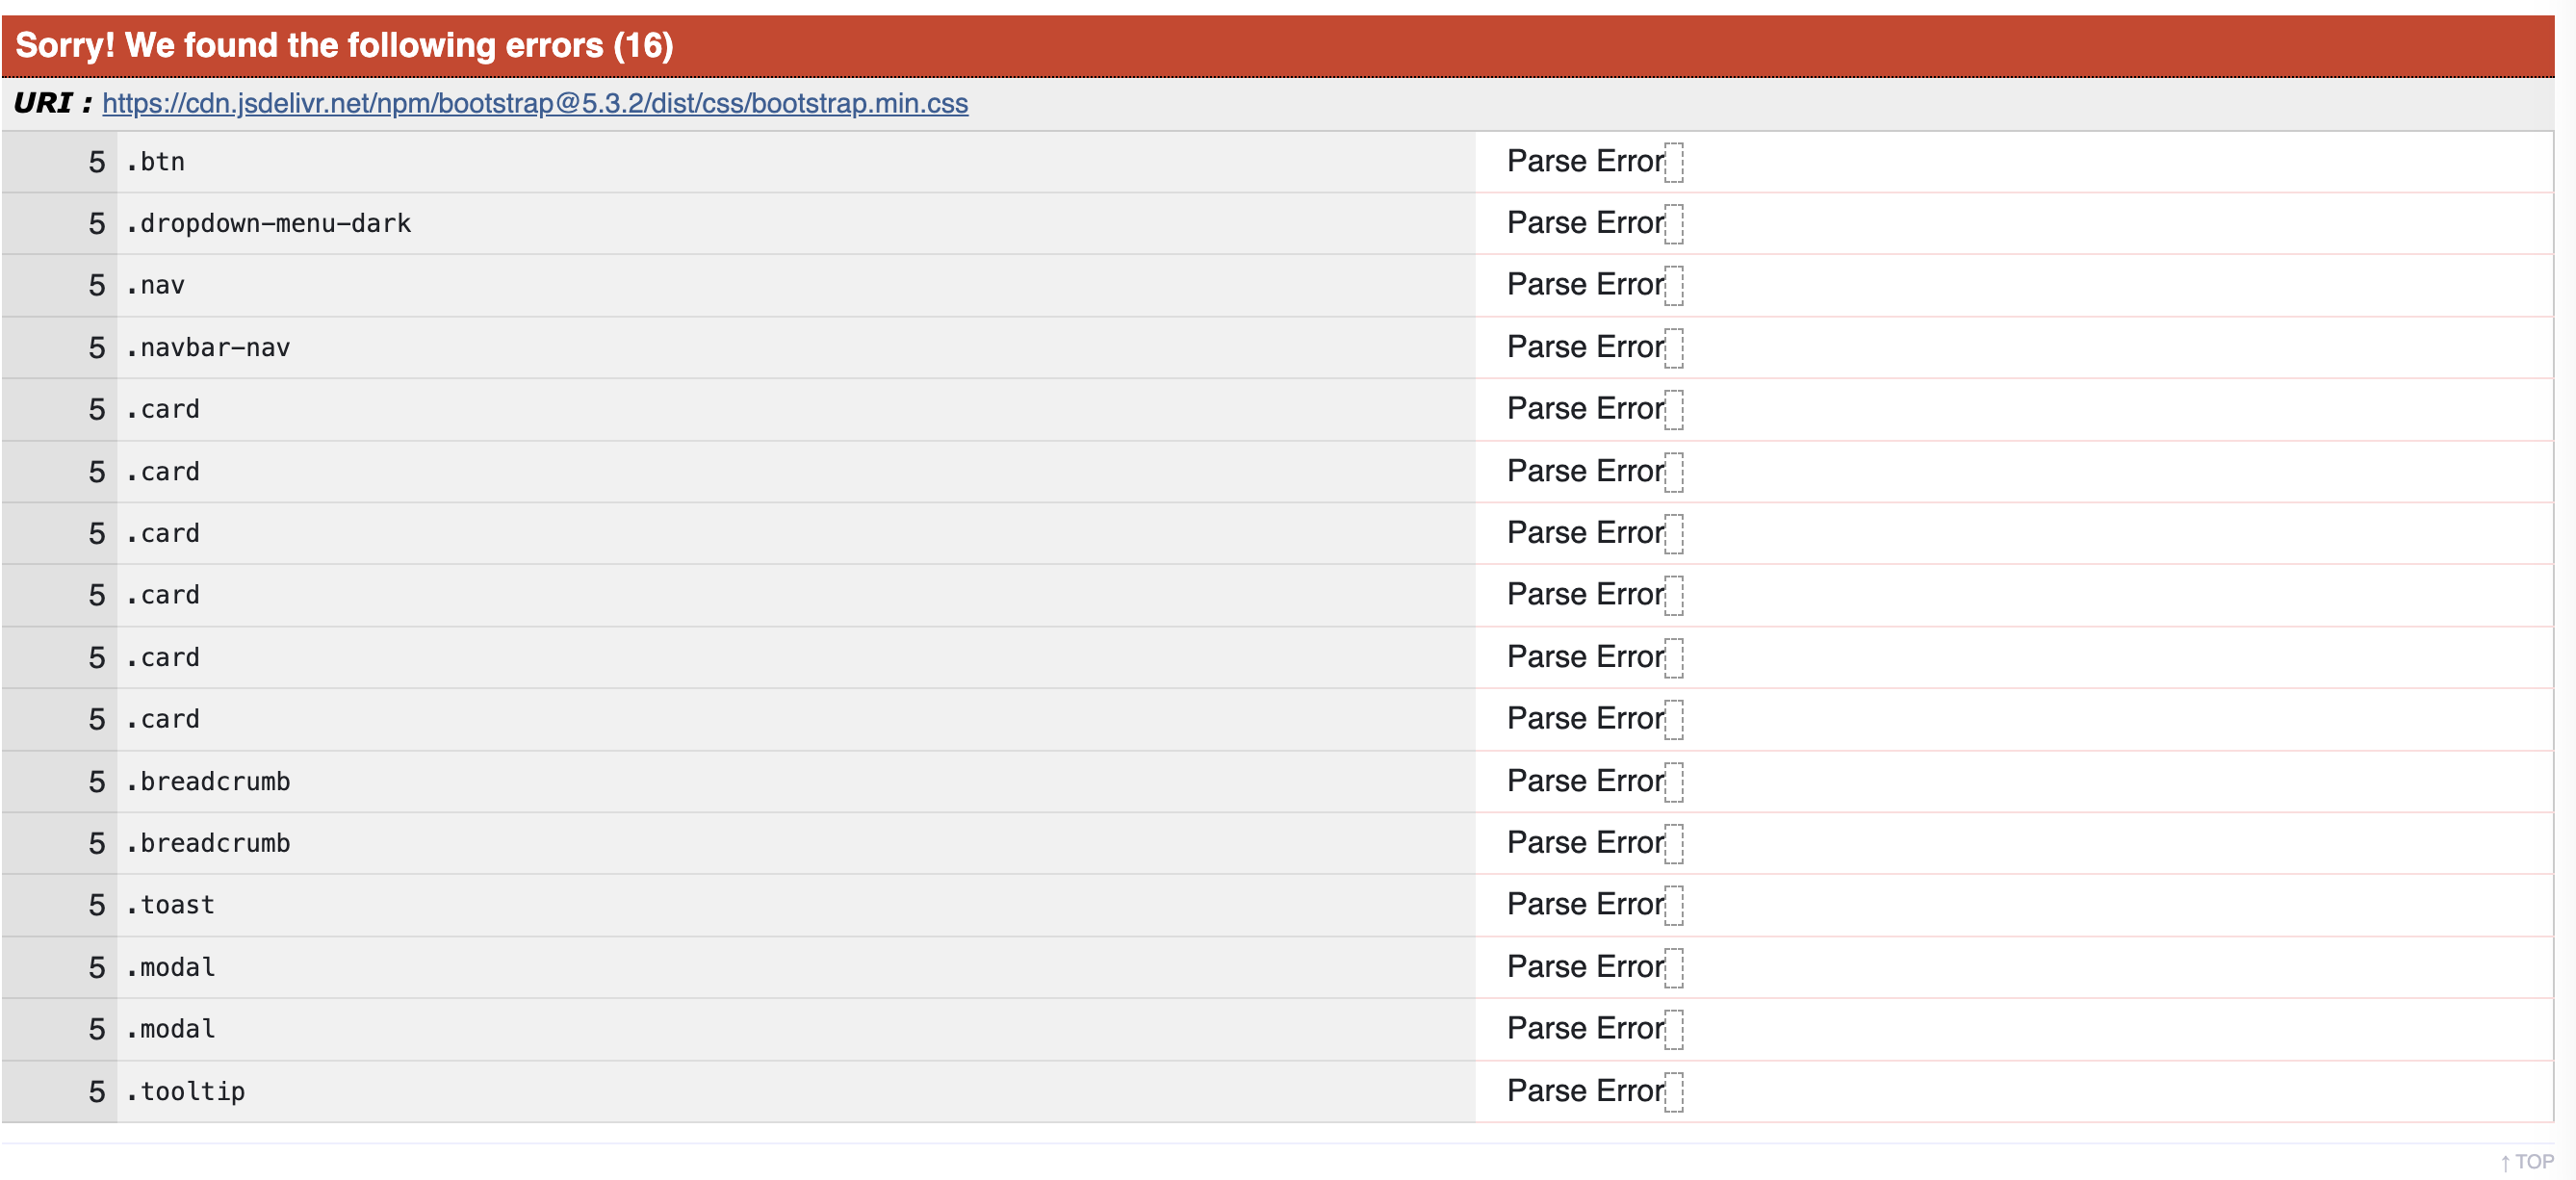 Sorry! We found the following errors (16)
URI : https://cdn.jsdelivr.net/npm/bootstrap@5.3.2/dist/css/bootstrap.min.css
5 .btn Parse Error
5 .dropdown-menu-dark Parse Error
5 .nav Parse Error
5 .navbar-nav Parse Error
5 .card Parse Error
5 .card Parse Error
5 .card Parse Error
5 .card Parse Error
5 .card Parse Error
5 .card Parse Error
5 .breadcrumb Parse Error
5 .breadcrumb Parse Error
5 .toast Parse Error
5 .modal Parse Error
5 .modal Parse Error
5 .tooltip Parse Error
↑ TOP